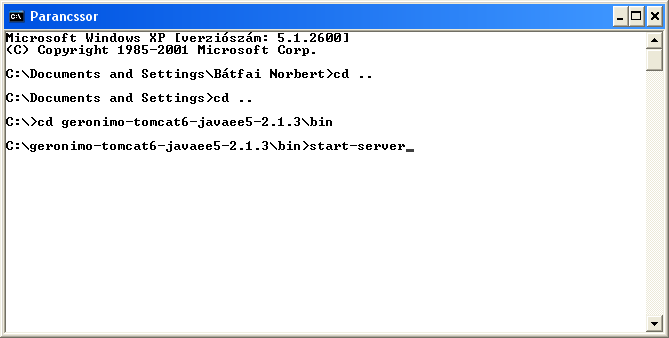 Parancssor
Microsoft Windows XP [verziószám: 5.1.2600]
(C) Copyright 1985-2001 Microsoft Corp.
C:\Documents and Settings\Bátfai Norbert>cd ..
C:\Documents and Settings>cd ..
C:\>cd geronimo-tomcat6-javaee5-2.1.3\bin
C:\geronimo-tomcat6-javaee5-2.1.3\bin>start-server_